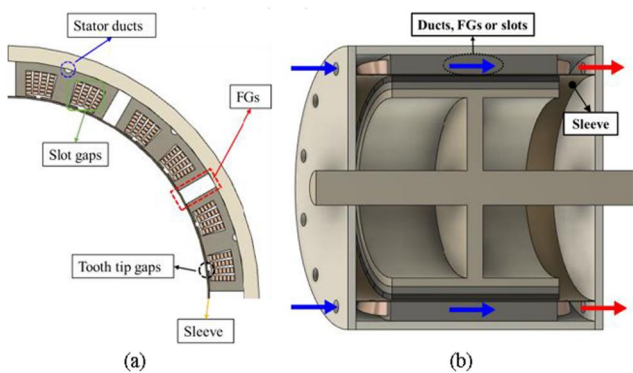 Stator ducts
FGs
Slot gaps
Tooth tip gaps
Sleeve
(a)
Ducts, FGs or slots
Sleeve
(b)